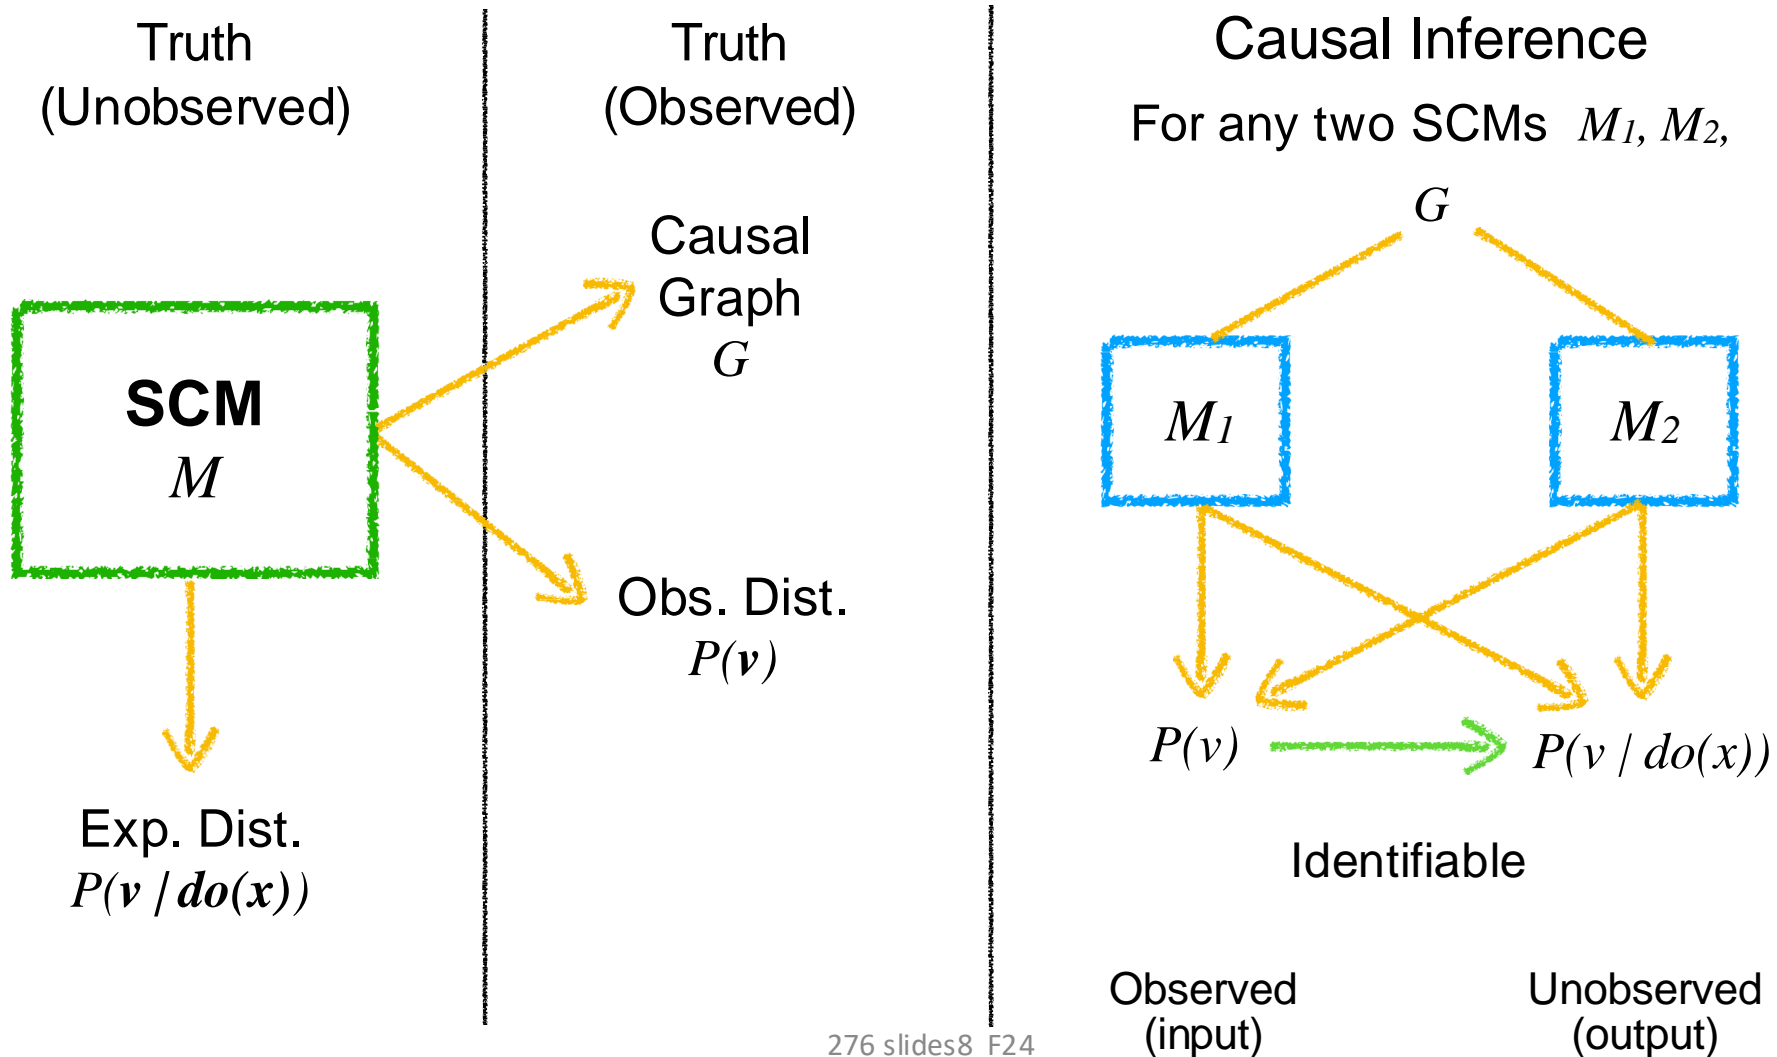 Truth
(Unobserved)
SCM
M
Exp. Dist.
P(v | do(x))
Truth
(Observed)
Causal
Graph
G
Obs. Dist.
P(v)
Causal Inference
For any two SCMs M1, M2,
G
M1
M2
P(v)
P(v | do(x))
Identifiable
Observed
(input)
Unobserved
(output)
276 slides8 F24